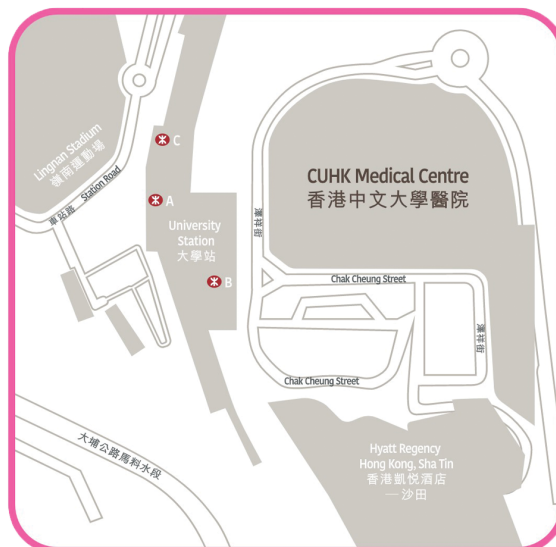 Lingnan Stadium
嶺南運動場
車站路 Station Road
C
A
University
Station
大學站
B
CUHK Medical Centre
香港中文大學醫院
澤祥街
Chak Cheung Street
澤祥街
Chak Cheung Street
大埔公路馬料水段
Hyatt Regency
Hong Kong, Sha Tin
香港凱悦酒店
—沙田